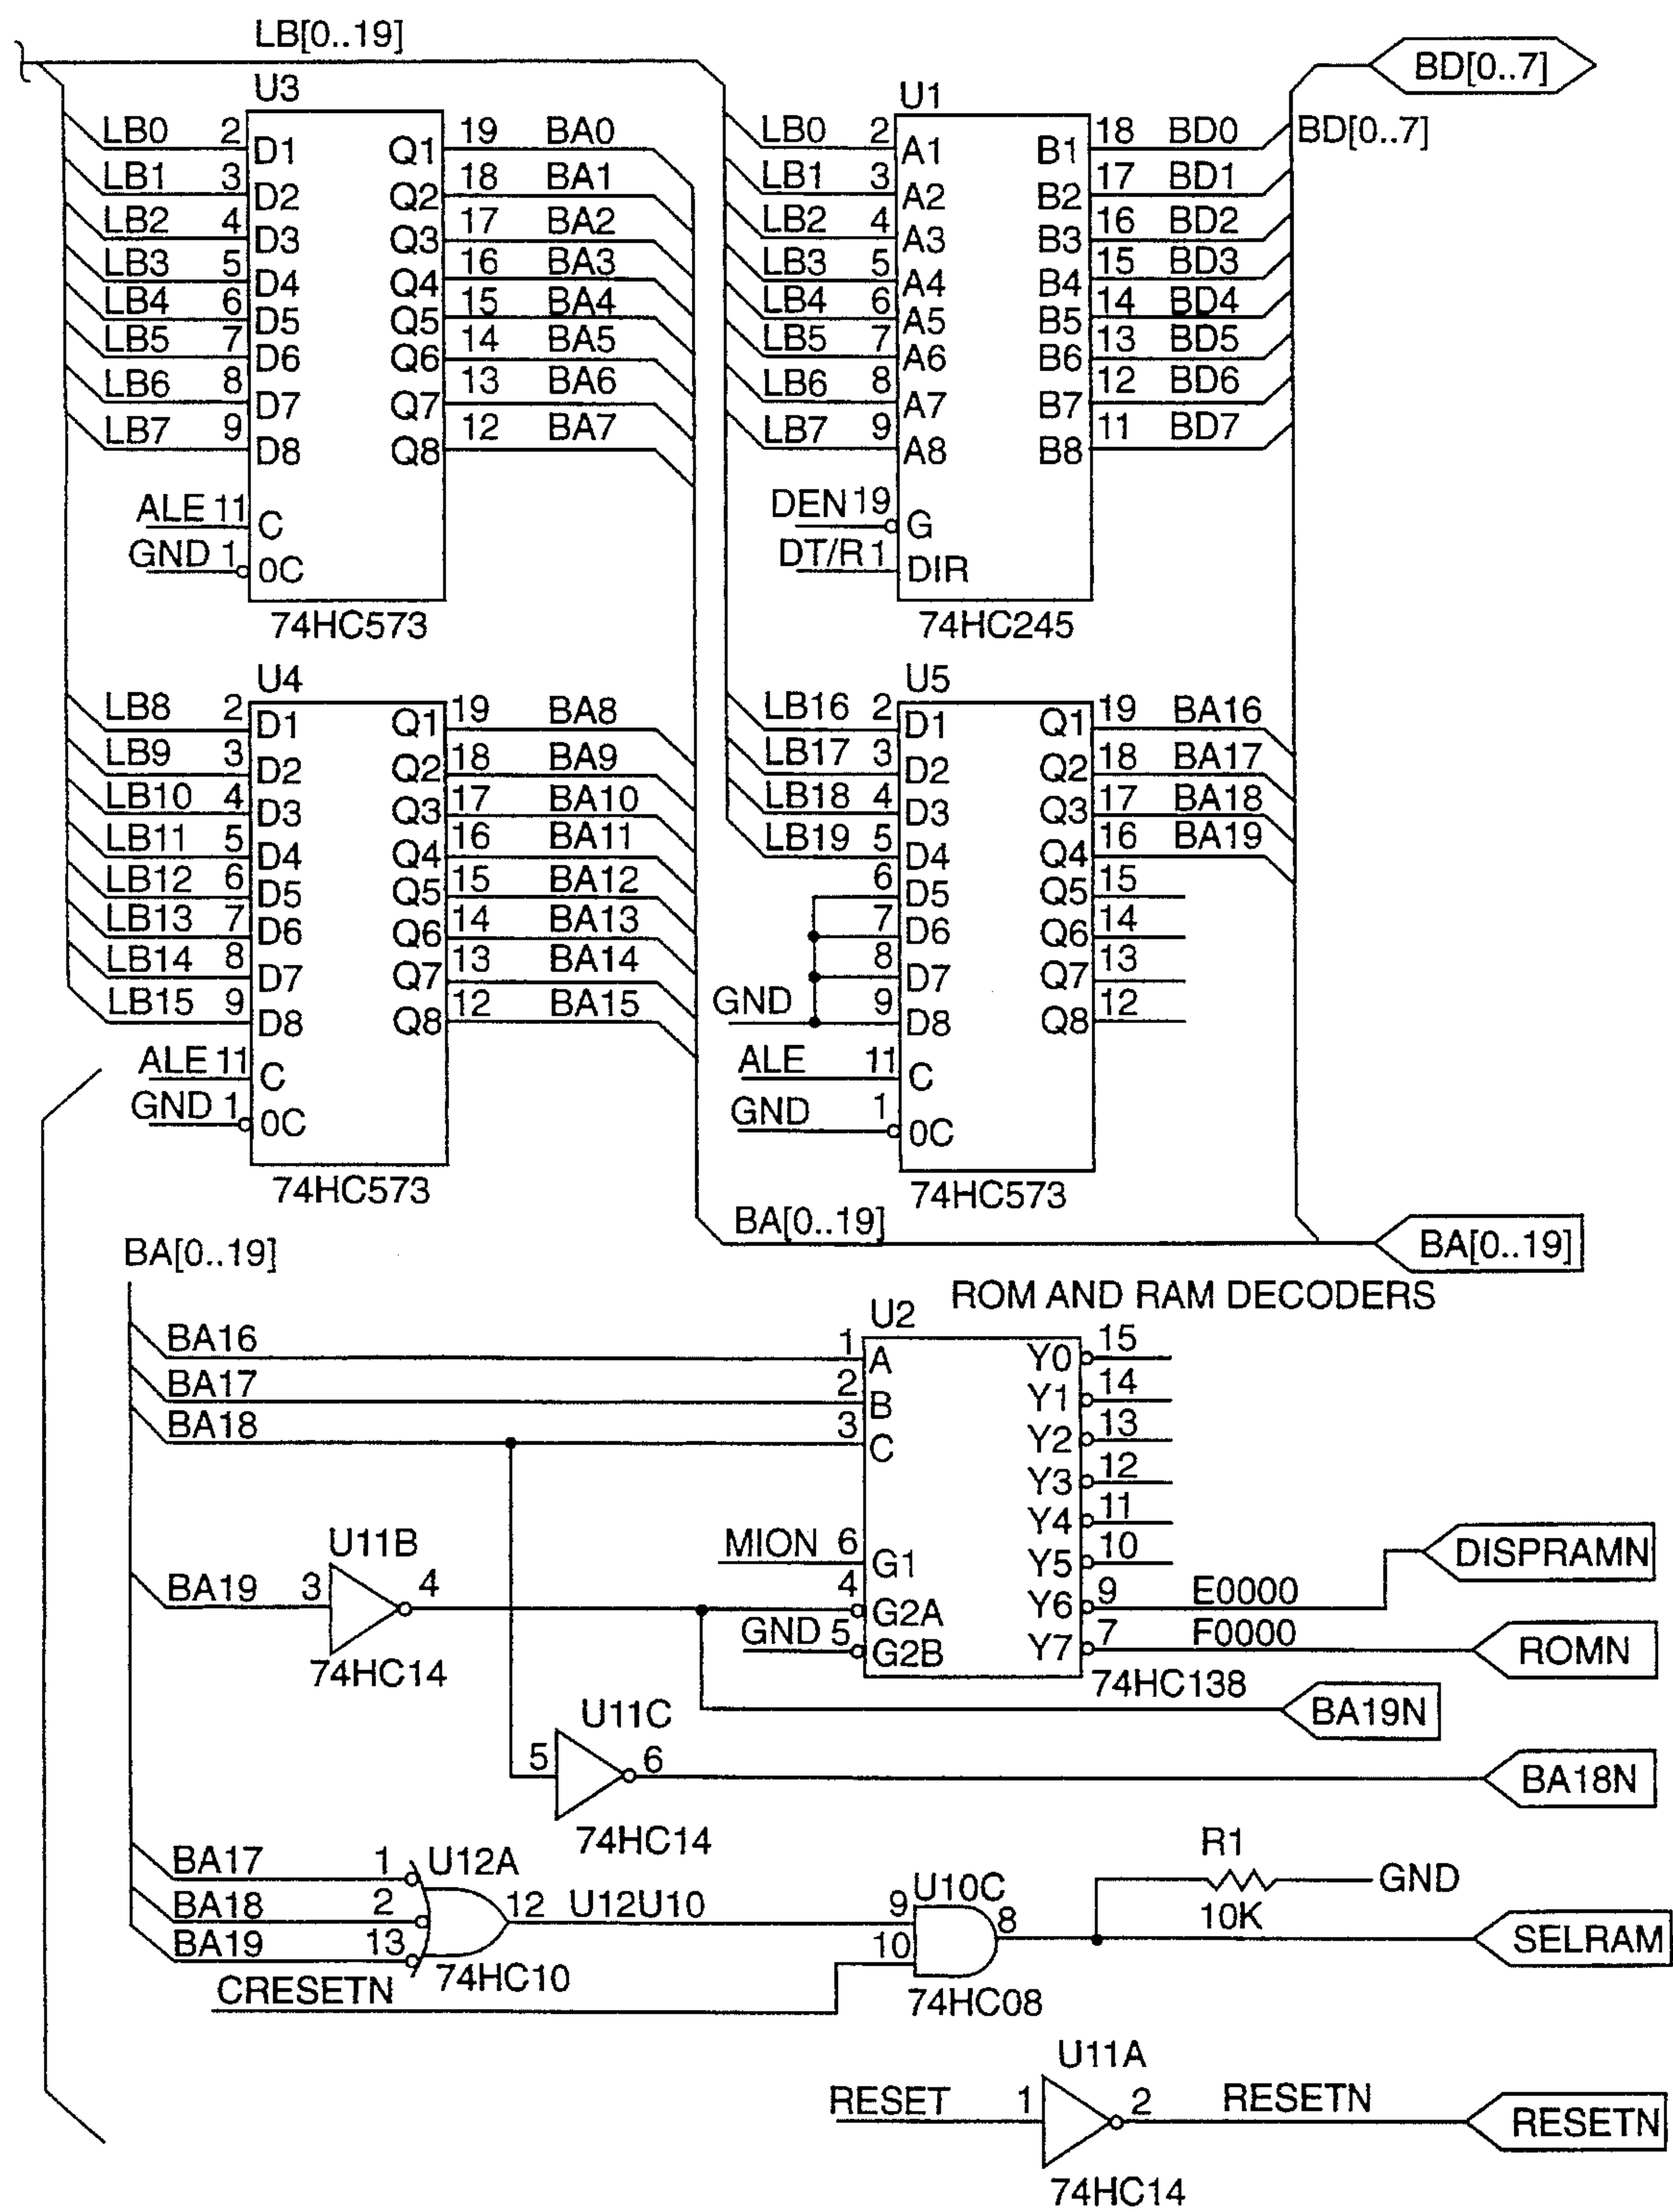 LB[0..19]
BD[0..7]
U3
LB0 2 D1 Q1 19 BA0
LB1 3 D2 Q2 18 BA1
LB2 4 D3 Q3 17 BA2
LB3 5 D4 Q4 16 BA3
LB4 6 D5 Q5 15 BA4
LB5 7 D6 Q6 14 BA5
LB6 8 D7 Q7 13 BA6
LB7 9 D8 Q8 12 BA7
ALE 11 C
GND 1 0C
74HC573
U1
LB0 2 A1 B1 18 BD0 BD[0..7]
LB1 3 A2 B2 17 BD1
LB2 4 A3 B3 16 BD2
LB3 5 A4 B4 15 BD3
LB4 6 A5 B5 14 BD4
LB5 7 A6 B6 13 BD5
LB6 8 A7 B7 12 BD6
LB7 9 A8 B8 11 BD7
DEN 19 G
DT/R 1 DIR
74HC245
U4
LB8 2 D1 Q1 19 BA8
LB9 3 D2 Q2 18 BA9
LB10 4 D3 Q3 17 BA10
LB11 5 D4 Q4 16 BA11
LB12 6 D5 Q5 15 BA12
LB13 7 D6 Q6 14 BA13
LB14 8 D7 Q7 13 BA14
LB15 9 D8 Q8 12 BA15
ALE 11 C
GND 1 0C
74HC573
U5
LB16 2 D1 Q1 19 BA16
LB17 3 D2 Q2 18 BA17
LB18 4 D3 Q3 17 BA18
LB19 5 D4 Q4 16 BA19
6 D5 Q5 15
7 D6 Q6 14
8 D7 Q7 13
GND 9 D8 Q8 12
ALE 11 C
GND 1 0C
74HC573
BA[0..19]
BA[0..19]
BA[0..19]
ROM AND RAM DECODERS
U2
BA16 1 A Y0 15
BA17 2 B Y1 14
BA18 3 C Y2 13
Y3 12
Y4 11
MION 6 G1 Y5 10
DISPRAMN
U11B
BA19 3 4 4 G2A Y6 9 E0000
74HC14
GND 5 G2B Y7 7 F0000 ROMN
74HC138
BA19N
U11C
5 6 BA18N
74HC14
BA17 1 U12A
BA18 2 12 U12U10
BA19 13
74HC10
CRESETN
U10C
9
10 8
74HC08
R1
GND
10K
SELRAM
U11A
RESET 1 2 RESETN RESETN
74HC14